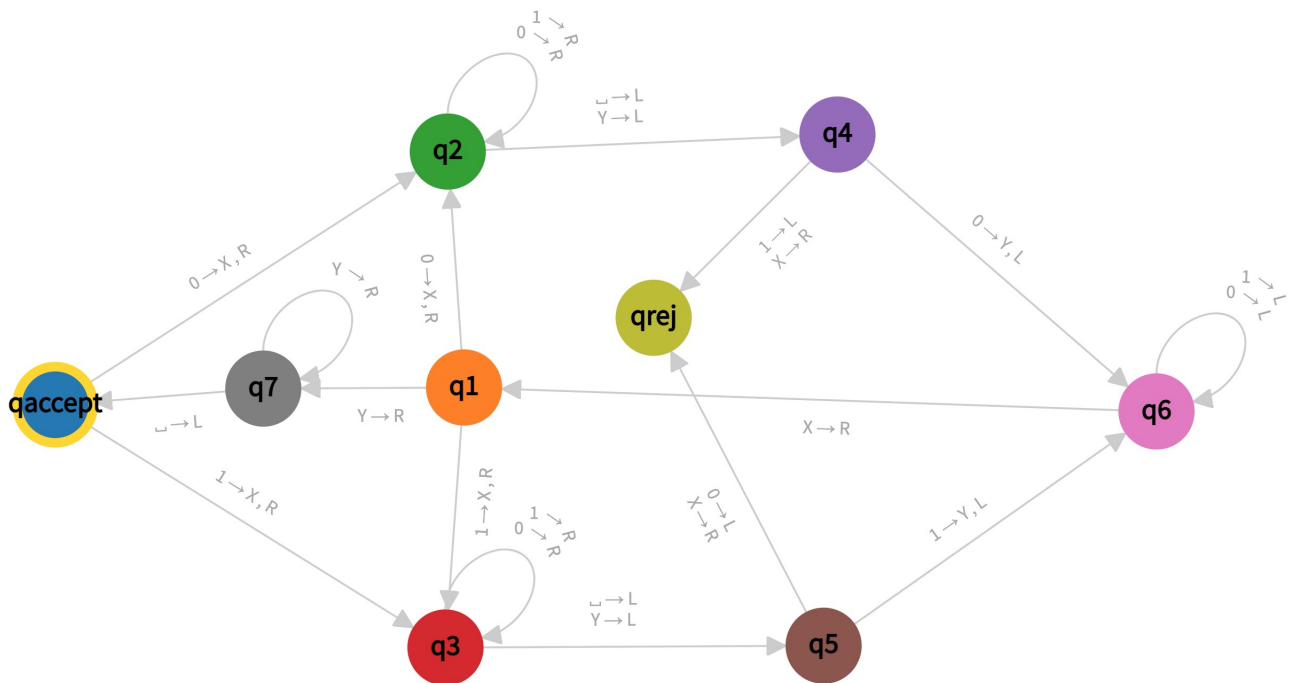 1→R
0→R
␣→L
Y→L
q2
q4
0→X,R
Y→R
0→X,R
1→L
X→R
0→Y,L
qrej
1→L
0→L
qaccept
q7
q1
q6
␣→L
Y→R
X→R
1→X,R
1→X,R
1→R
0→R
0→L
X→R
1→Y,L
␣→L
Y→L
q3
q5